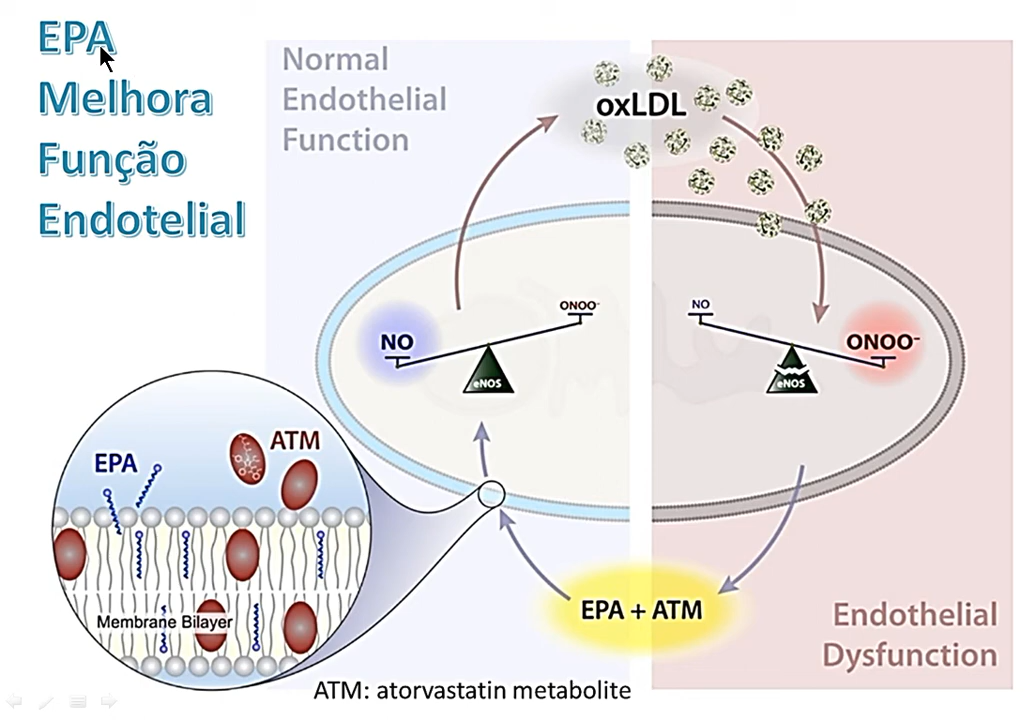 EPA
Melhora
Função
Endotelial
Normal
Endothelial
Function
oxLDL
ONOO⁻
NO
eNOS
NO
ONOO⁻
eNOS
ATM
EPA
Membrane Bilayer
EPA + ATM
Endothelial
Dysfunction
ATM: atorvastatin metabolite